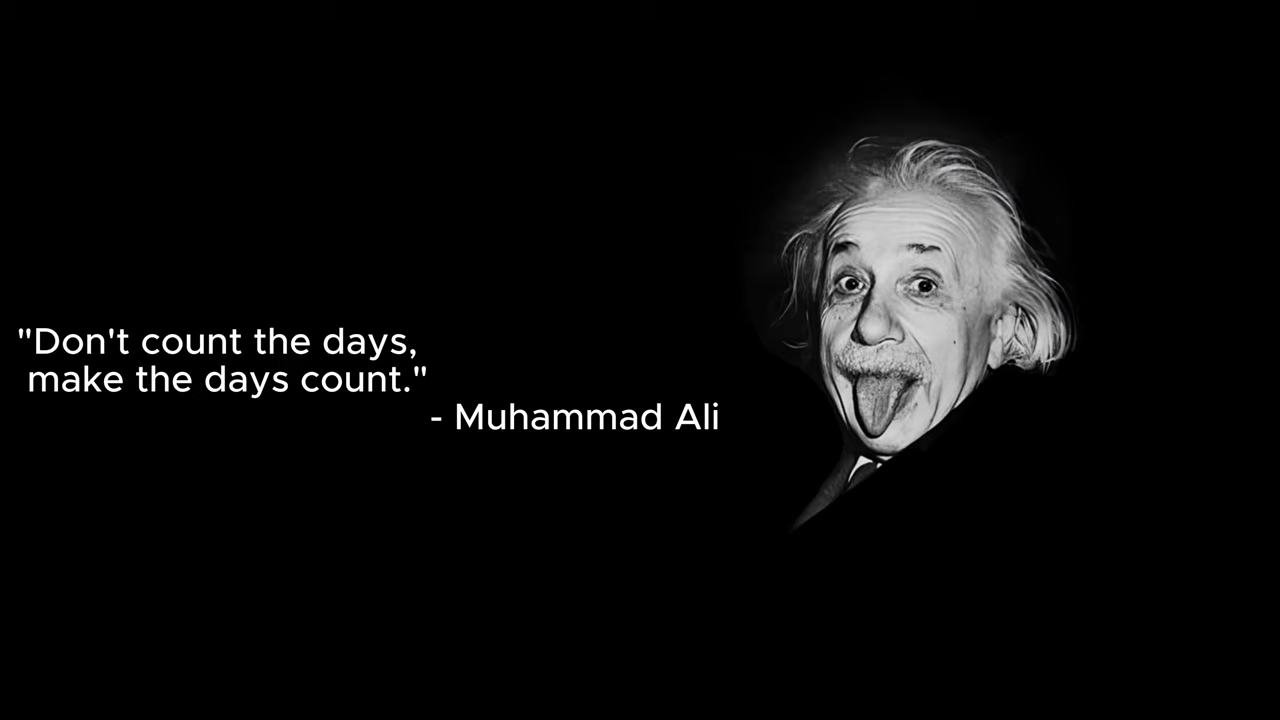 "Don't count the days,
make the days count."
- Muhammad Ali